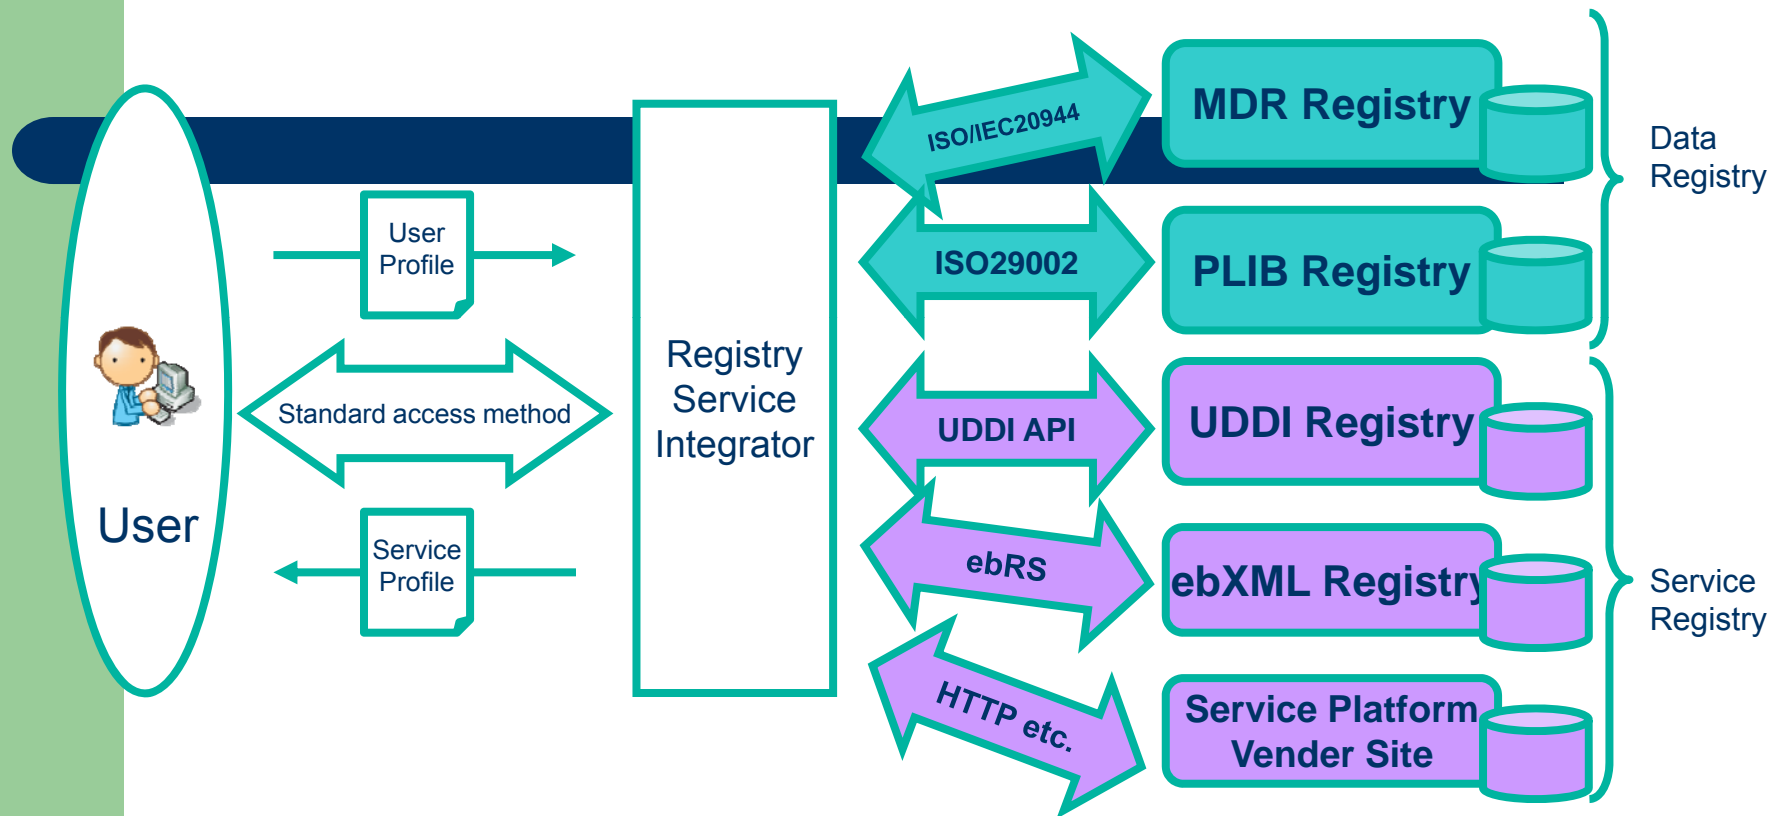 User
User
Profile
Standard access method
Service
Profile
Registry
Service
Integrator
ISO/IEC20944
ISO29002
UDDI API
ebRS
HTTP etc.
MDR Registry
PLIB Registry
UDDI Registry
ebXML Registry
Service Platform
Vender Site
Data
Registry
Service
Registry